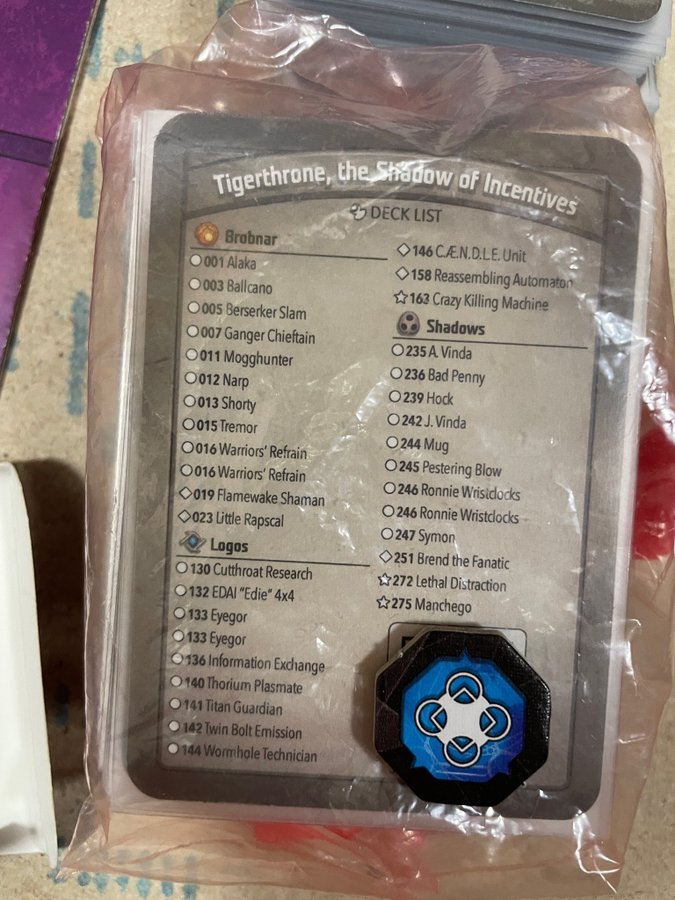 Tigerthrone, the Shadow of Incentives
DECK LIST
Brobnar
001 Alaka
003 Ballcano
005 Berserker Slam
007 Ganger Chieftain
011 Mogghunter
012 Narp
013 Shorty
015 Tremor
016 Warriors' Refrain
016 Warriors' Refrain
019 Flamewake Shaman
023 Little Rapscal
Logos
130 Cutthroat Research
132 EDAI "Edie" 4x4
133 Eyegor
133 Eyegor
136 Information Exchange
140 Thorium Plasmate
141 Titan Guardian
142 Twin Bolt Emission
144 Wormhole Technician
146 C.Æ.N.D.L.E. Unit
158 Reassembling Automaton
163 Crazy Killing Machine
Shadows
235 A. Vinda
236 Bad Penny
239 Hock
242 J. Vinda
244 Mug
245 Pestering Blow
246 Ronnie Wristclocks
246 Ronnie Wristclocks
247 Symon
251 Brend the Fanatic
272 Lethal Distraction
275 Manchego